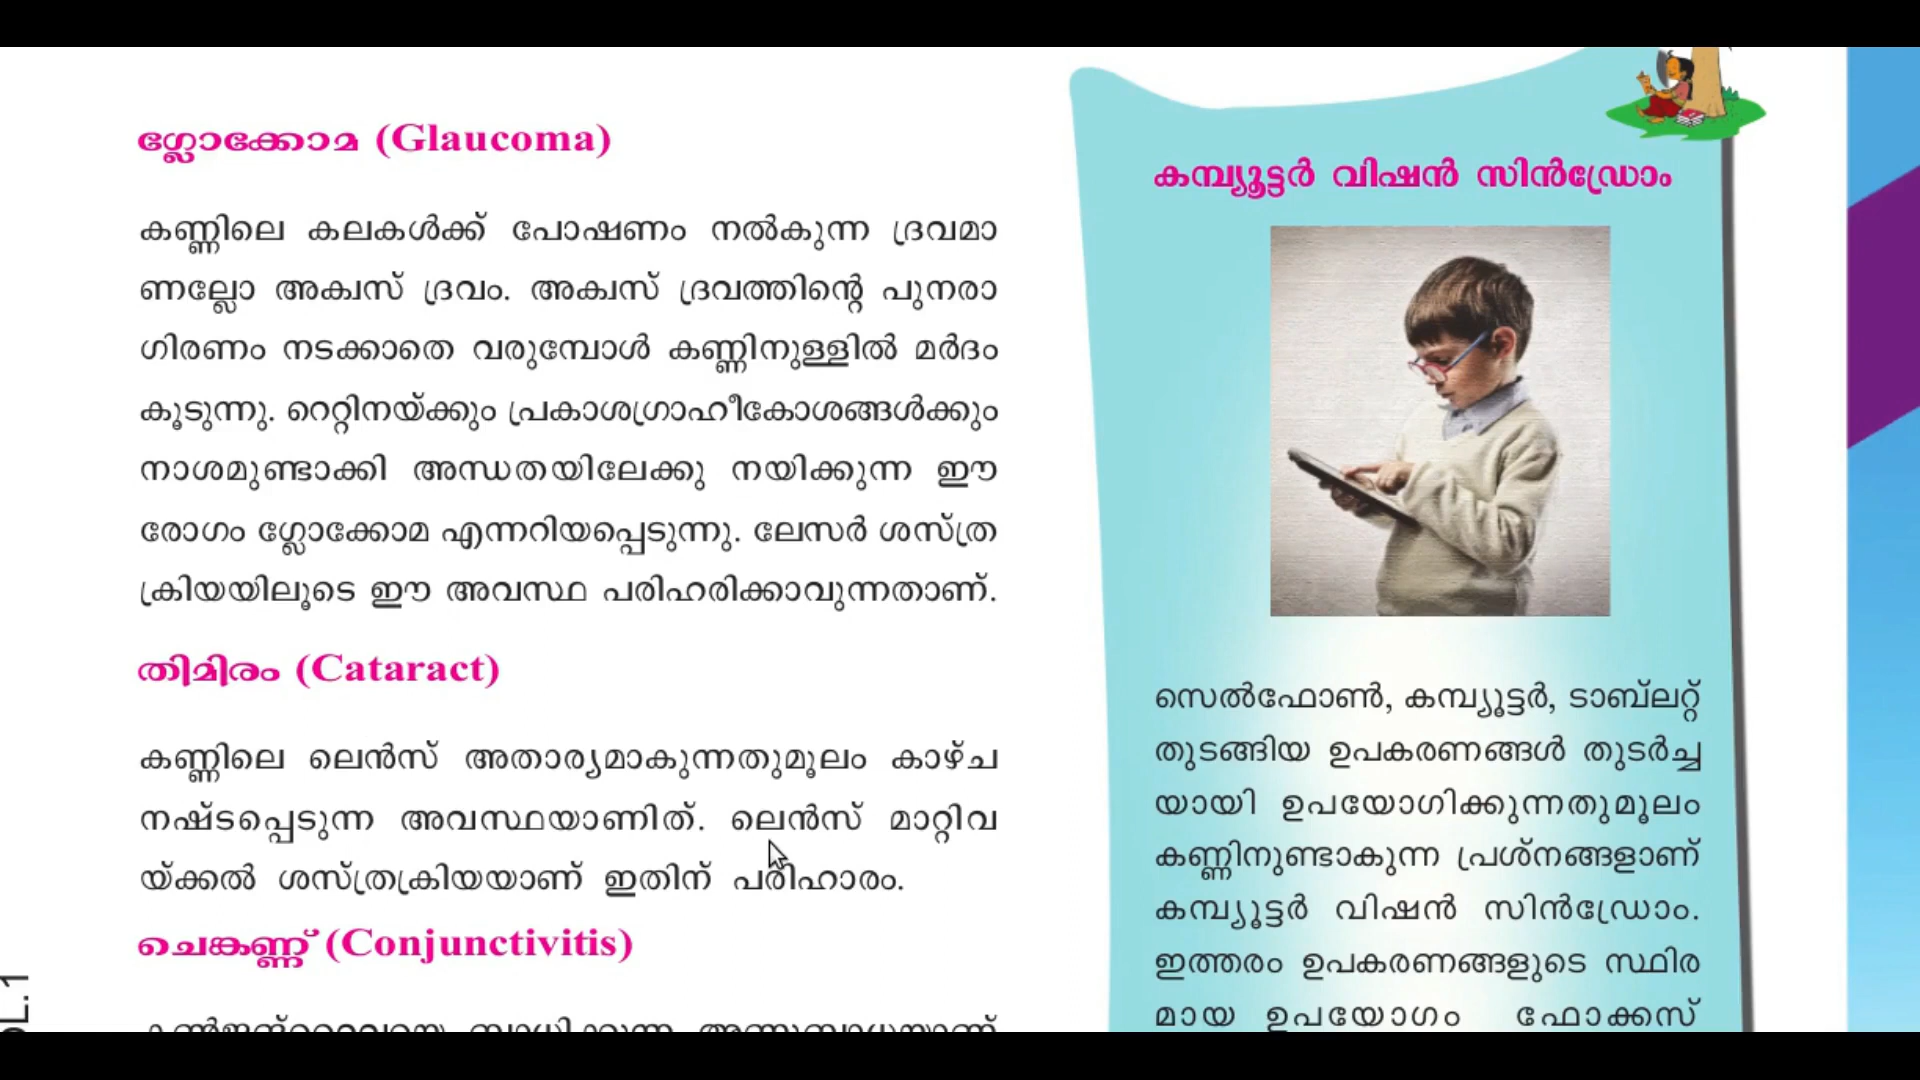 ഗ്ലോക്കോമ (Glaucoma)
കണ്ണിലെ കലകൾക്ക് പോഷണം നൽകുന്ന ദ്രവമാ
ണല്ലോ അക്വസ് ദ്രവം. അക്വസ് ദ്രവത്തിന്റെ പുനരാ
ഗിരണം നടക്കാതെ വരുമ്പോൾ കണ്ണിനുള്ളിൽ മർദം
കൂടുന്നു. റെറ്റിനയ്ക്കും പ്രകാശഗ്രാഹീകോശങ്ങൾക്കും
നാശമുണ്ടാക്കി അന്ധതയിലേക്കു നയിക്കുന്ന ഈ
രോഗം ഗ്ലോക്കോമ എന്നറിയപ്പെടുന്നു. ലേസർ ശസ്ത്ര
ക്രിയയിലൂടെ ഈ അവസ്ഥ പരിഹരിക്കാവുന്നതാണ്.
തിമിരം (Cataract)
കണ്ണിലെ ലെൻസ് അതാര്യമാകുന്നതുമൂലം കാഴ്ച
നഷ്ടപ്പെടുന്ന അവസ്ഥയാണിത്. ലെൻസ് മാറ്റിവ
യ്ക്കൽ ശസ്ത്രക്രിയയാണ് ഇതിന് പരിഹാരം.
ചെങ്കണ്ണ് (Conjunctivitis)
കമ്പ്യൂട്ടർ വിഷൻ സിൻഡ്രോം
സെൽഫോൺ, കമ്പ്യൂട്ടർ, ടാബ്‌ലറ്റ്
തുടങ്ങിയ ഉപകരണങ്ങൾ തുടർച്ച
യായി ഉപയോഗിക്കുന്നതുമൂലം
കണ്ണിനുണ്ടാകുന്ന പ്രശ്നങ്ങളാണ്
കമ്പ്യൂട്ടർ വിഷൻ സിൻഡ്രോം.
ഇത്തരം ഉപകരണങ്ങളുടെ സ്ഥിര
മായ ഉപയോഗം ഫോക്കസ്